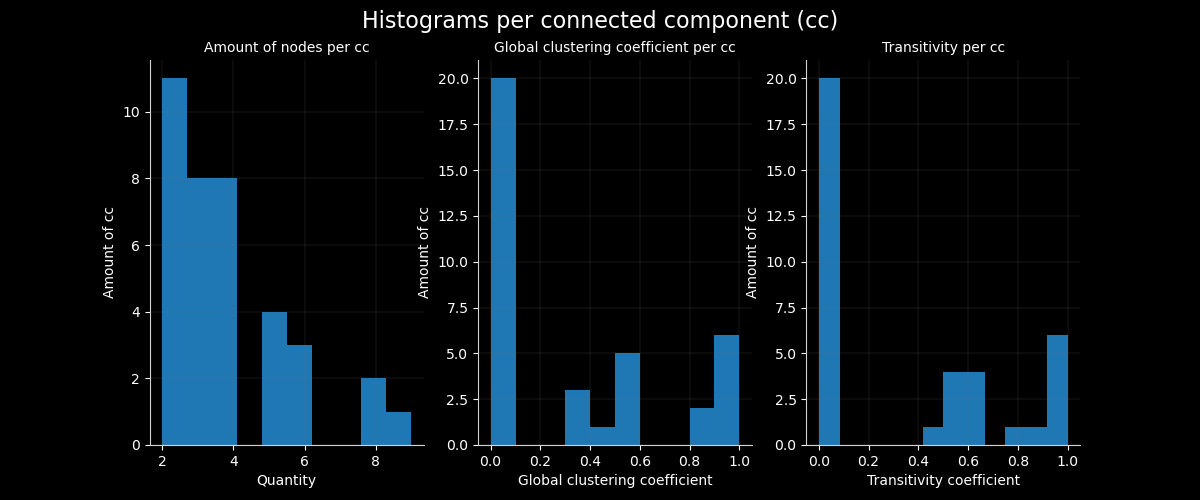 Histograms per connected component (cc)
Amount of nodes per cc
Amount of cc
10
8
6
4
2
0
2 4 6 8
Quantity
Global clustering coefficient per cc
Amount of cc
20.0
17.5
15.0
12.5
10.0
7.5
5.0
2.5
0.0
0.0 0.2 0.4 0.6 0.8 1.0
Global clustering coefficient
Transitivity per cc
Amount of cc
20.0
17.5
15.0
12.5
10.0
7.5
5.0
2.5
0.0
0.0 0.2 0.4 0.6 0.8 1.0
Transitivity coefficient